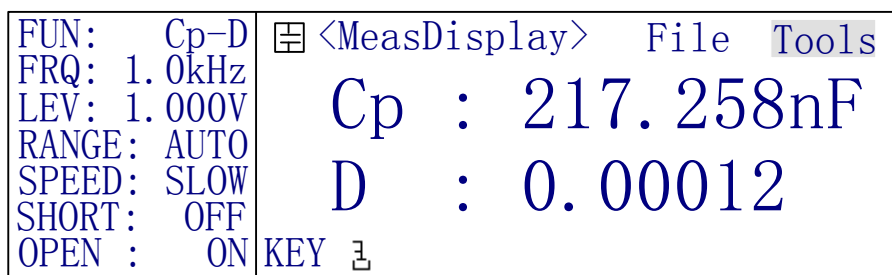 FUN: Cp-D
FRQ: 1.0kHz
LEV: 1.000V
RANGE: AUTO
SPEED: SLOW
SHORT: OFF
OPEN : ON
<MeasDisplay> File Tools
Cp : 217.258nF
D : 0.00012
KEY